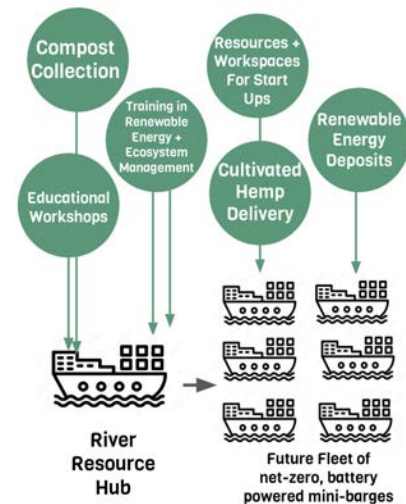 Compost
Collection
Resources +
Workspaces
For Start
Ups
Training in
Renewable
Energy +
Ecosystem
Management
Renewable
Energy
Deposits
Educational
Workshops
Cultivated
Hemp
Delivery
River
Resource
Hub
Future Fleet of
net-zero, battery
powered mini-barges